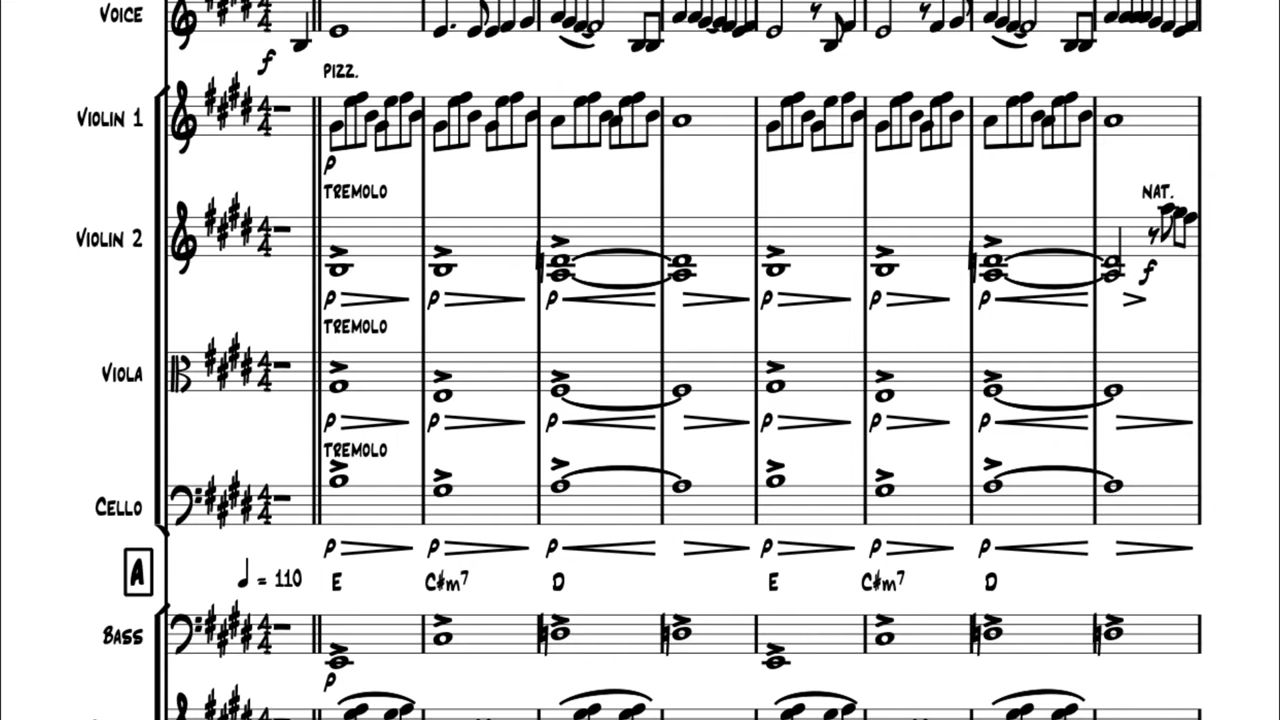 VOICE
f
PIZZ.
VIOLIN 1
p
TREMOLO
NAT.
VIOLIN 2
p p p p p p f
TREMOLO
VIOLA
p p p p p p
TREMOLO
CELLO
p p p p p p
A ♩ = 110 E C#m7 D E C#m7 D
BASS
p